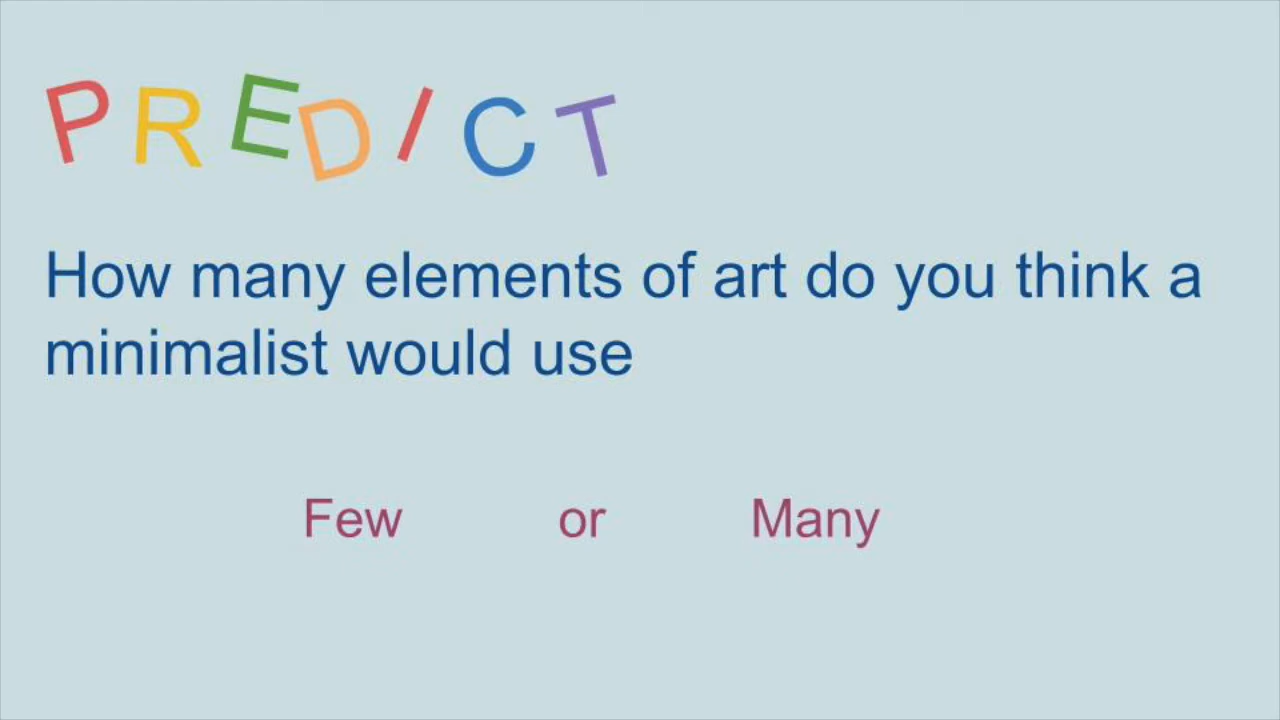 PREDICT
How many elements of art do you think a
minimalist would use
Few or Many